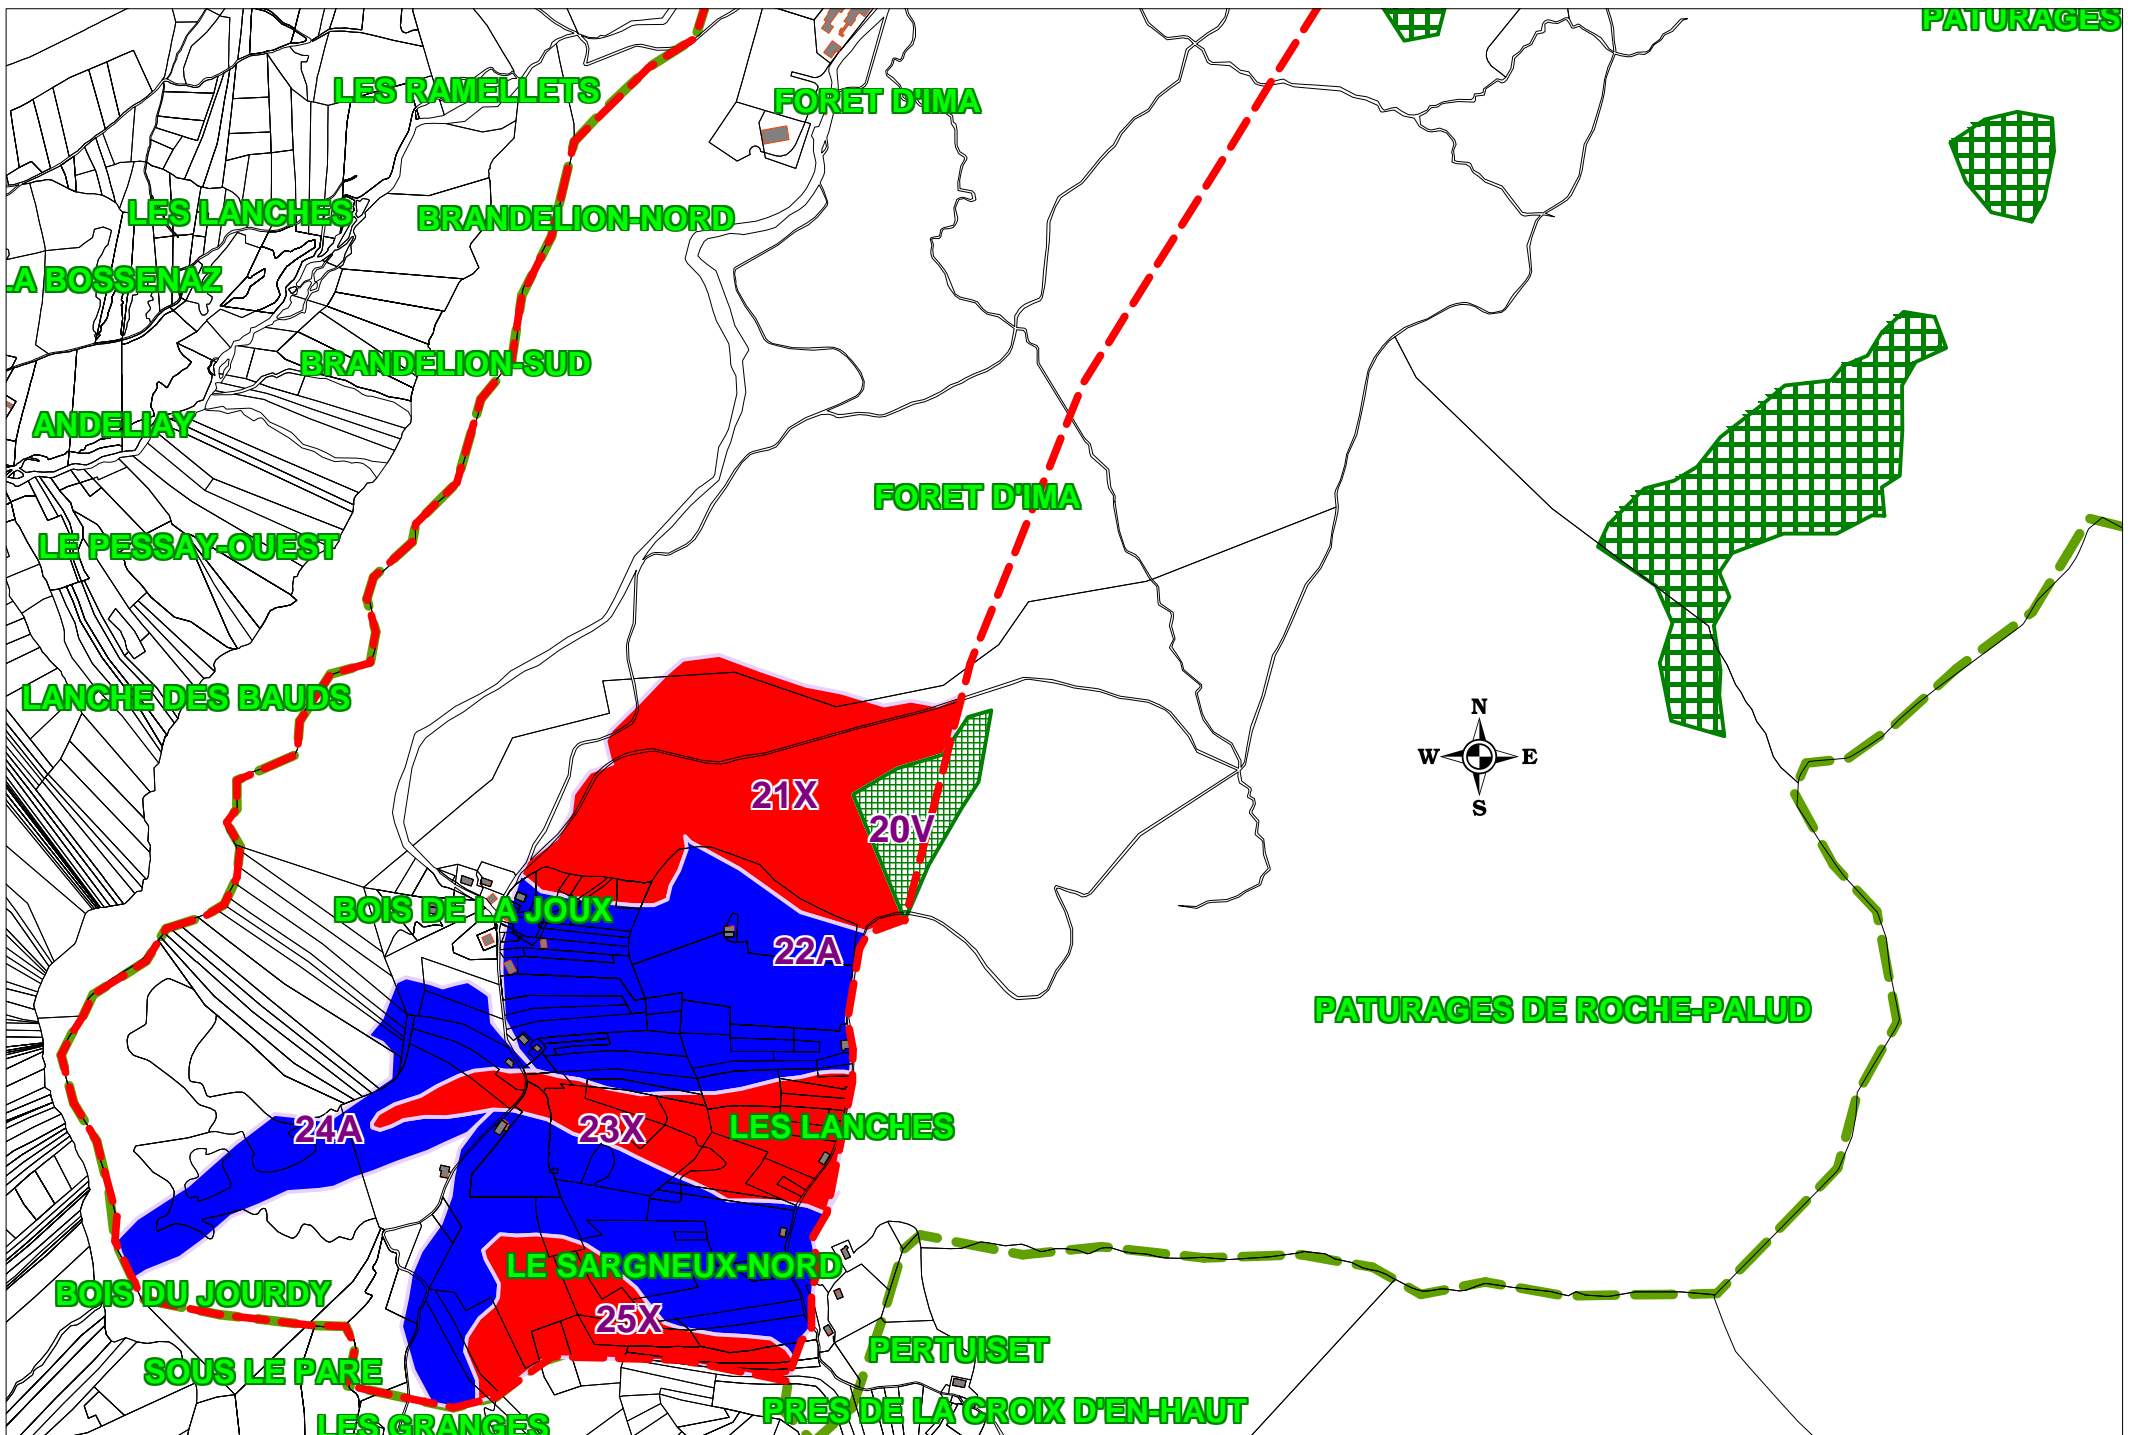 PATURAGES
LES RAMELLETS
FORET D'IMA
LES LANCHES
BRANDELION-NORD
LA BOSSENAZ
BRANDELION-SUD
ANDELIAY
FORET D'IMA
LE PESSAY-OUEST
LANCHE DES BAUDS
N
W E
S
21X
20V
BOIS DE LA JOUX
22A
PATURAGES DE ROCHE-PALUD
24A
23X
LES LANCHES
LE SARGNEUX-NORD
BOIS DU JOURDY
25X
PERTUISET
SOUS LE PARE
PRES DE LA CROIX D'EN-HAUT
LES GRANGES